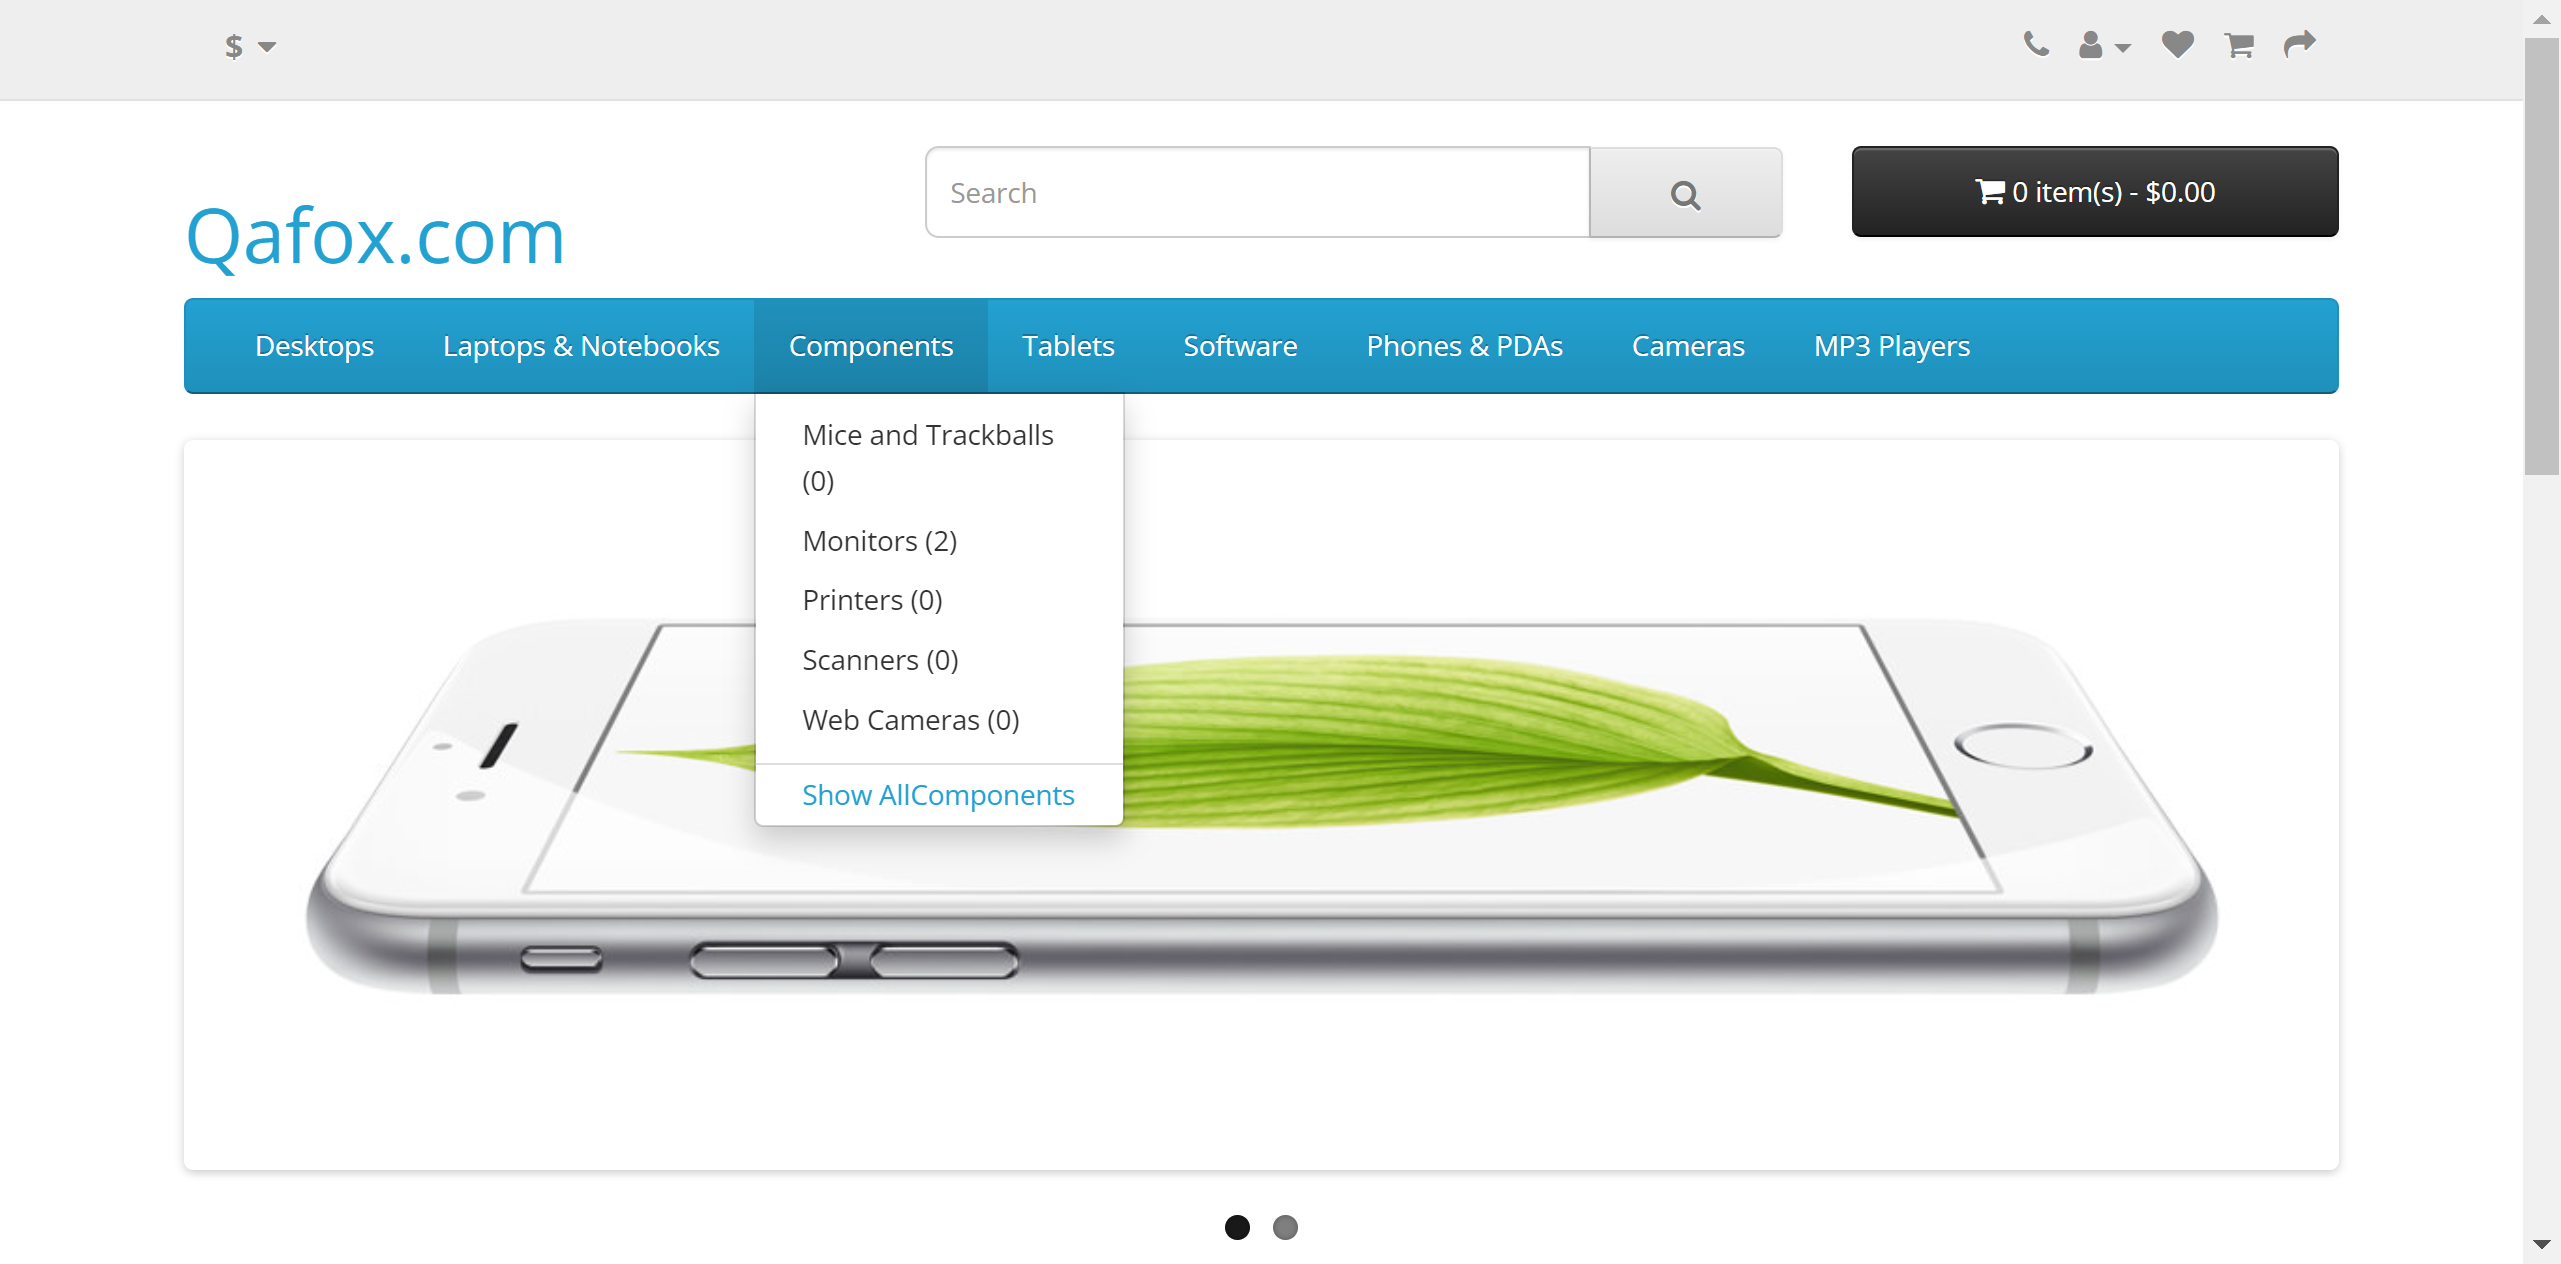 $
Qafox.com
Search
0 item(s) - $0.00
Desktops Laptops & Notebooks Components Tablets Software Phones & PDAs Cameras MP3 Players
Mice and Trackballs
(0)
Monitors (2)
Printers (0)
Scanners (0)
Web Cameras (0)
Show AllComponents